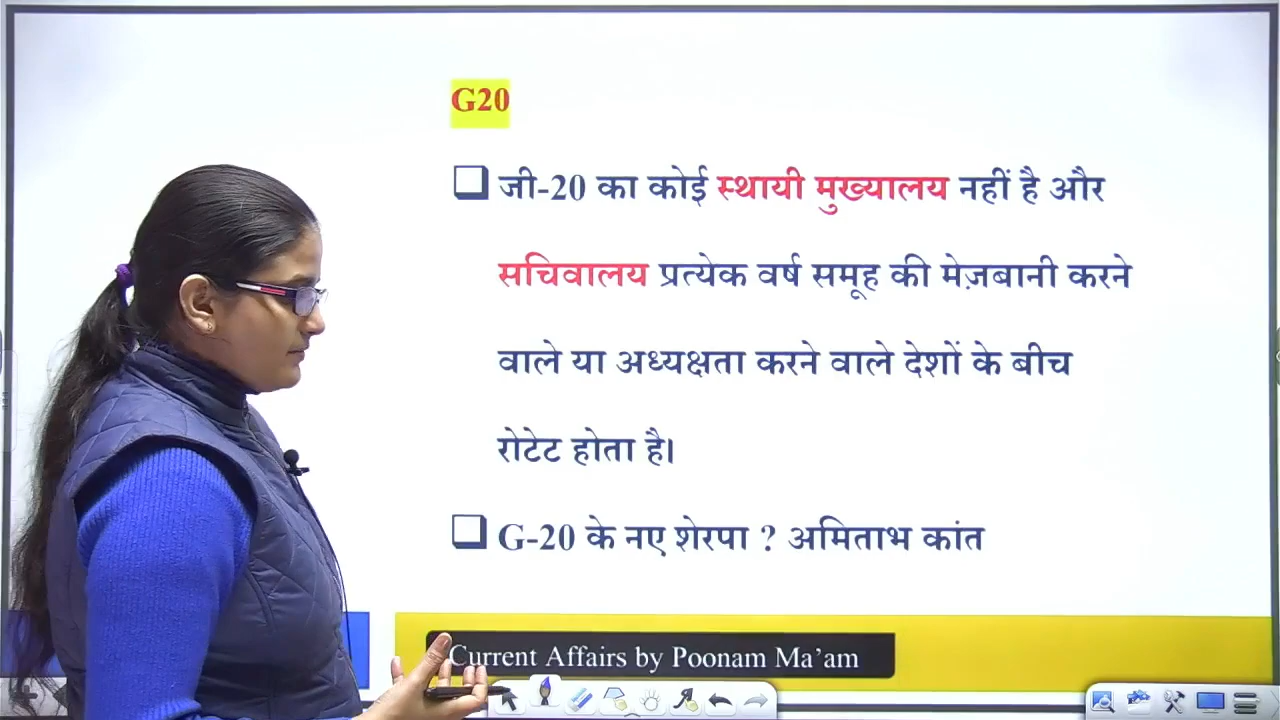 G20
जी-20 का कोई स्थायी मुख्यालय नहीं है और
सचिवालय प्रत्येक वर्ष समूह की मेज़बानी करने
वाले या अध्यक्षता करने वाले देशों के बीच
रोटेट होता है।
G-20 के नए शेरपा ? अमिताभ कांत
Current Affairs by Poonam Ma’am